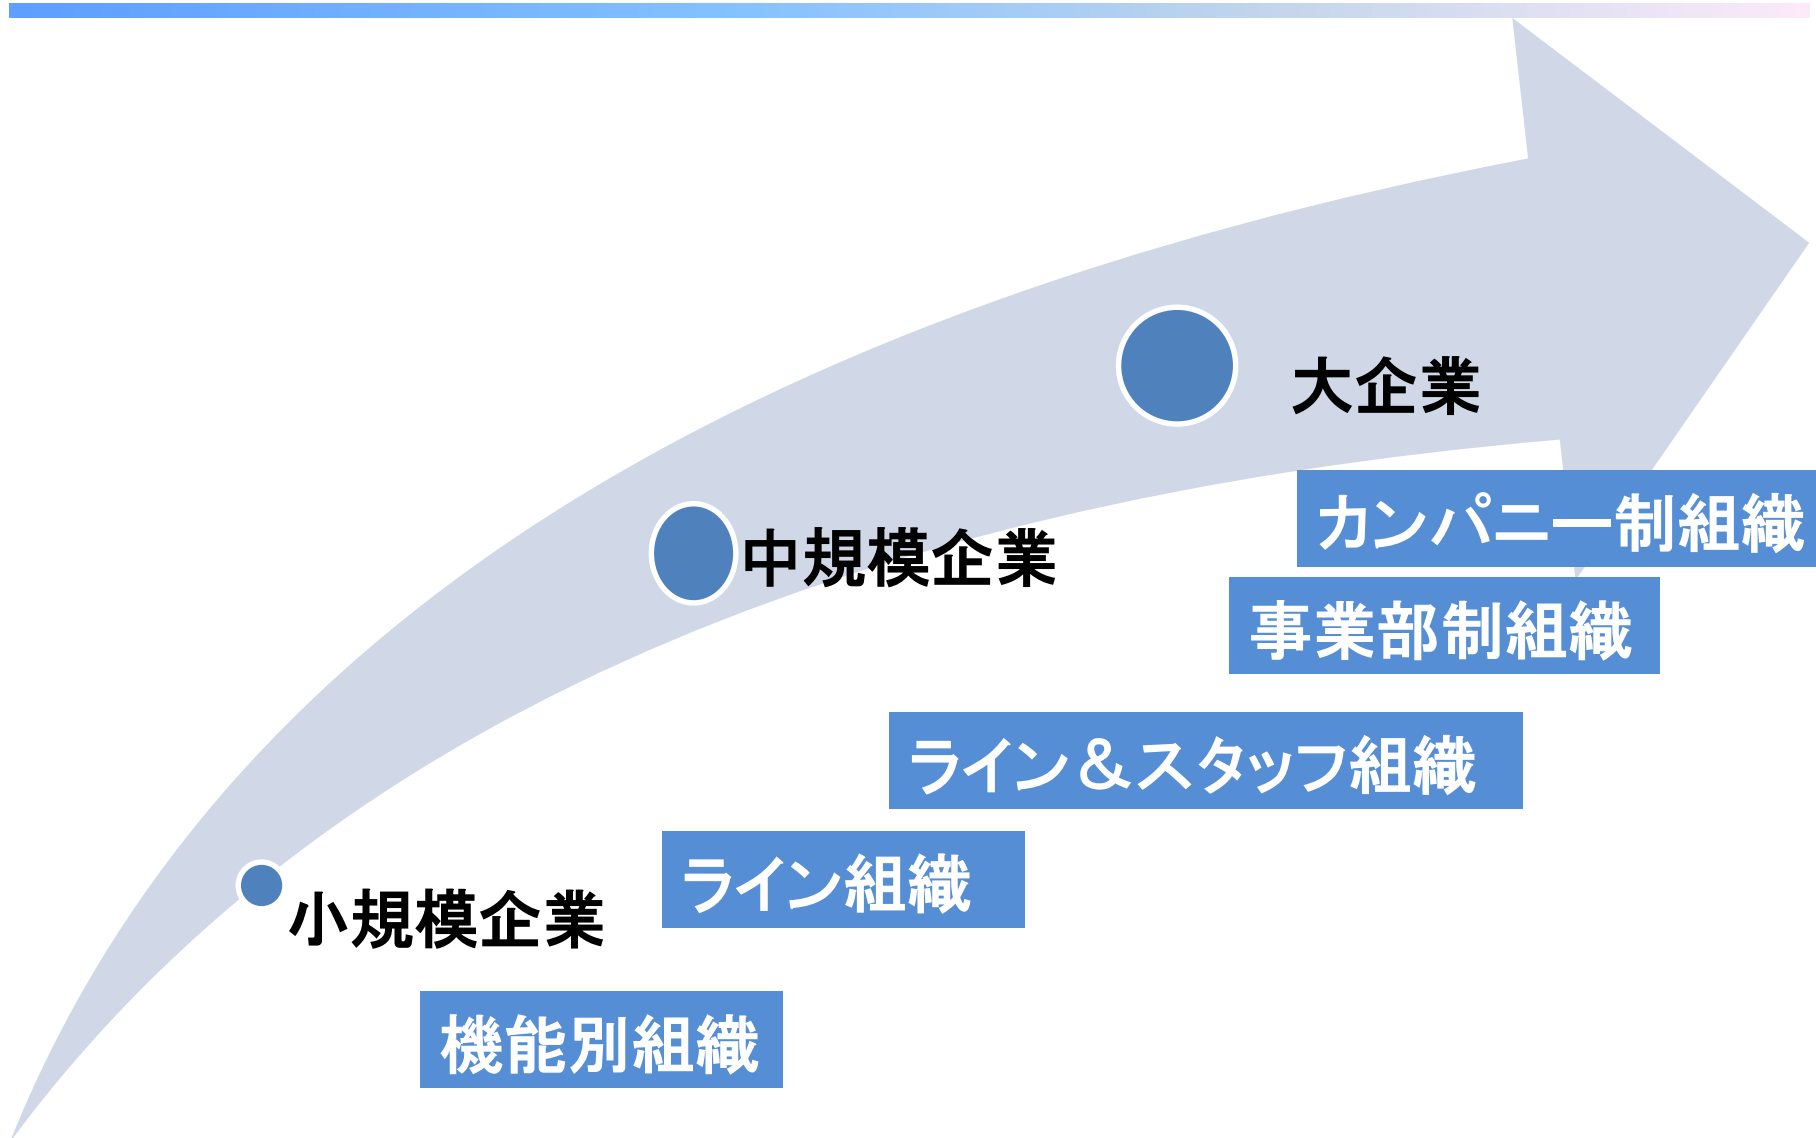 大企業
カンパニー制組織
中規模企業
事業部制組織
ライン＆スタッフ組織
ライン組織
小規模企業
機能別組織